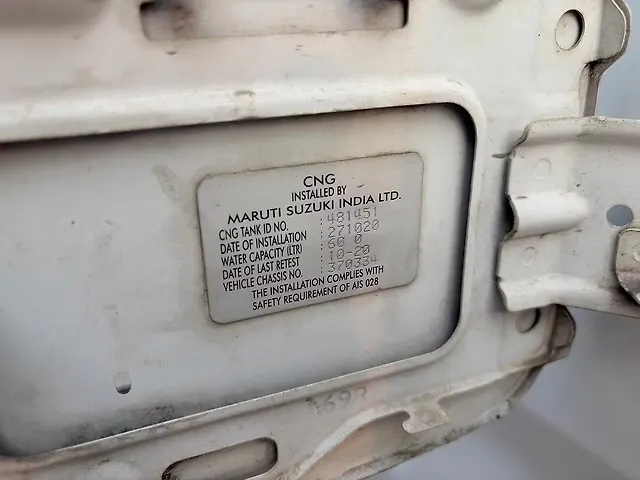 CNG
INSTALLED BY
MARUTI SUZUKI INDIA LTD.
CNG TANK ID NO. : 481451
DATE OF INSTALLATION : 271020
WATER CAPACITY (LTR) : 60 0
DATE OF LAST RETEST : 10-20
VEHICLE CHASSIS NO. : 370334
THE INSTALLATION COMPLIES WITH
SAFETY REQUIREMENT OF AIS 028